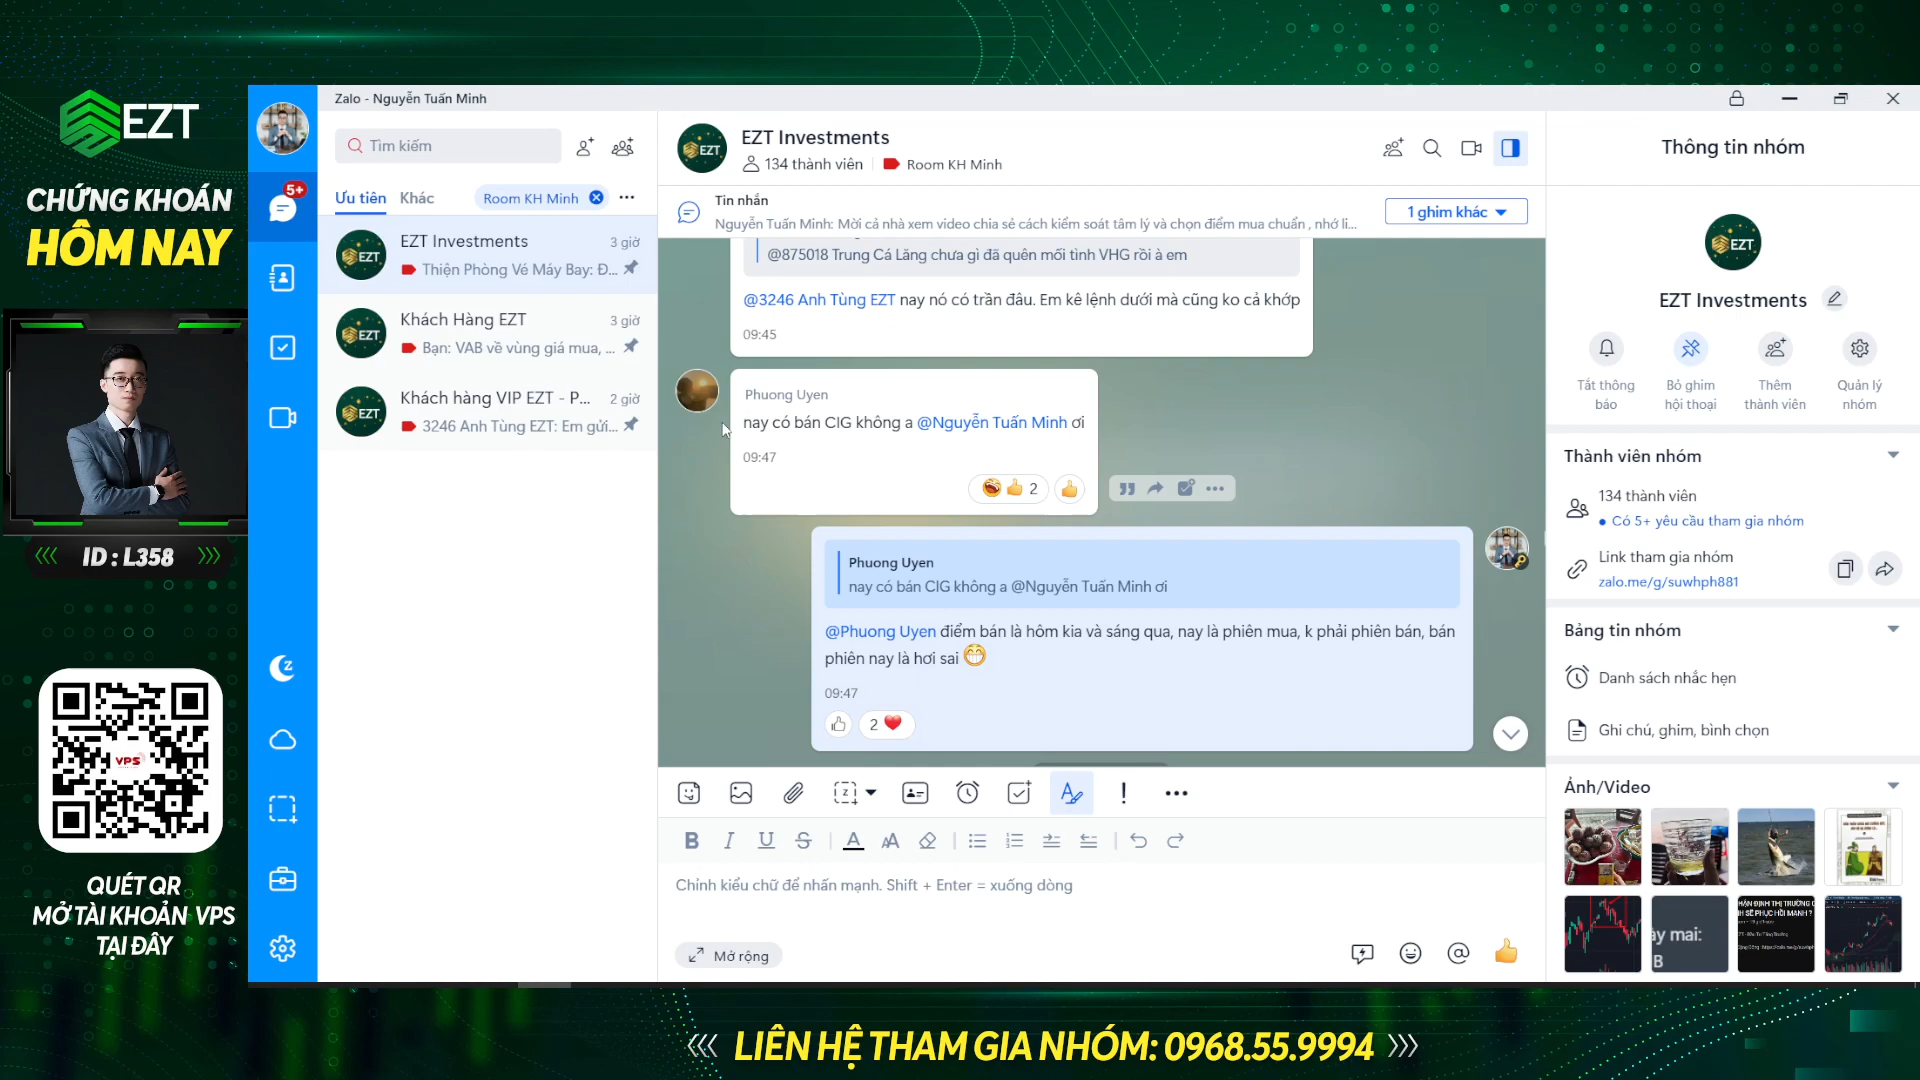 EZT
CHỨNG KHOÁN
HÔM NAY
ID : L358
VPS
QUÉT QR
MỞ TÀI KHOẢN VPS
TẠI ĐÂY
Zalo - Nguyễn Tuấn Minh
5+
Tìm kiếm
Ưu tiên
Khác
Room KH Minh
EZT
EZT Investments
3 giờ
Thiện Phòng Vé Máy Bay: Đ...
EZT
Khách Hàng EZT
3 giờ
Bạn: VAB về vùng giá mua, ...
EZT
Khách hàng VIP EZT - P...
2 giờ
3246 Anh Tùng EZT: Em gửi...
EZT
EZT Investments
134 thành viên
Room KH Minh
Tin nhắn
Nguyễn Tuấn Minh: Mời cả nhà xem video chia sẻ cách kiểm soát tâm lý và chọn điểm mua chuẩn , nhớ li...
1 ghim khác
@875018 Trung Cá Lăng chưa gì đã quên mối tình VHG rồi à em
@3246 Anh Tùng EZT nay nó có trần đâu. Em kê lệnh dưới mà cũng ko cả khớp
09:45
Phuong Uyen
nay có bán CIG không a @Nguyễn Tuấn Minh ơi
09:47
2
Phuong Uyen
nay có bán CIG không a @Nguyễn Tuấn Minh ơi
@Phuong Uyen điểm bán là hôm kia và sáng qua, nay là phiên mua, k phải phiên bán, bán
phiên nay là hơi sai
09:47
2
B I U S A AA
Chỉnh kiểu chữ để nhấn mạnh. Shift + Enter = xuống dòng
Mở rộng
Thông tin nhóm
EZT
EZT Investments
Tắt thông
báo
Bỏ ghim
hội thoại
Thêm
thành viên
Quản lý
nhóm
Thành viên nhóm
134 thành viên
Có 5+ yêu cầu tham gia nhóm
Link tham gia nhóm
zalo.me/g/suwhph881
Bảng tin nhóm
Danh sách nhắc hẹn
Ghi chú, ghim, bình chọn
Ảnh/Video
ày mai:
B
LIÊN HỆ THAM GIA NHÓM: 0968.55.9994